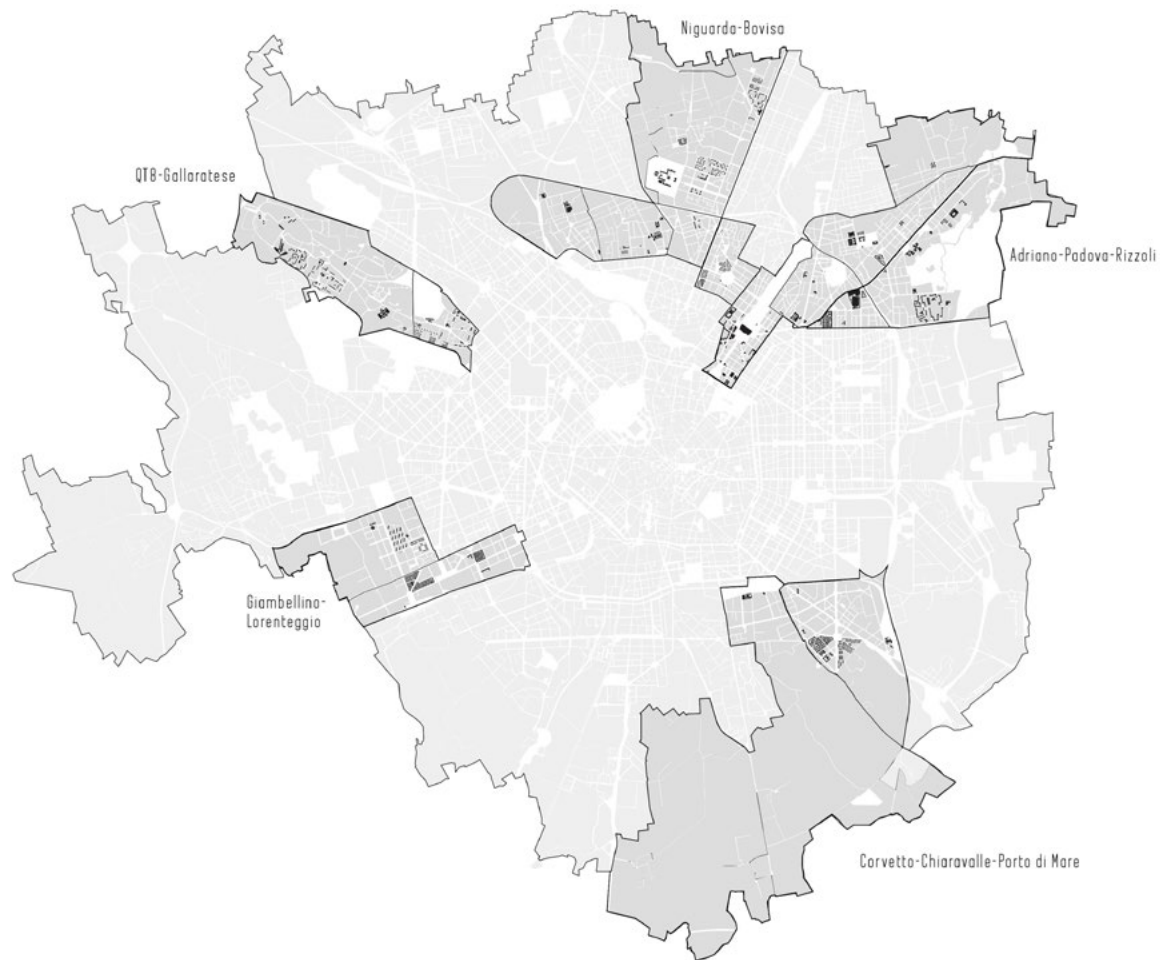 Niguarda-Bovisa
QT8-Gallaratese
Adriano-Padova-Rizzoli
Giambellino-
Lorenteggio
Corvetto-Chiaravalle-Porto di Mare